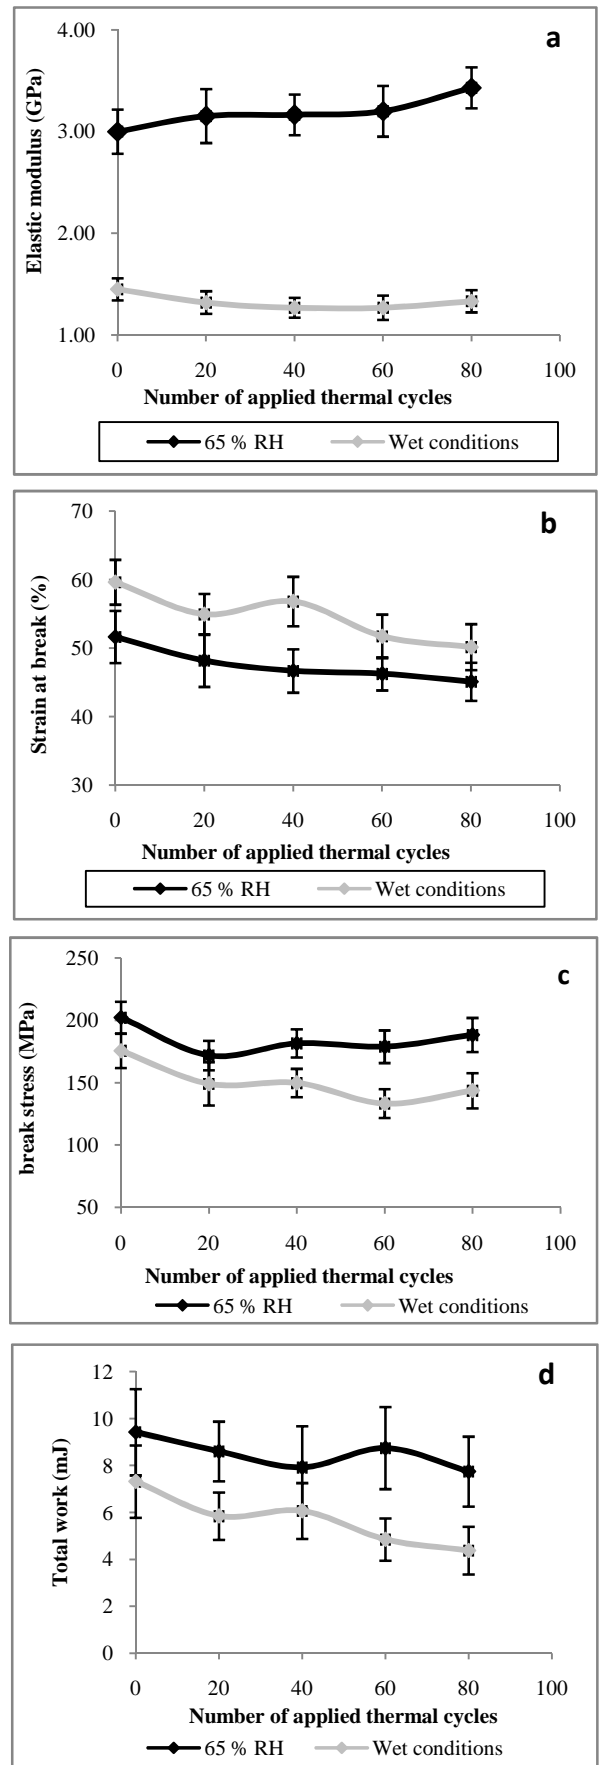 a
Elastic modulus (GPa)
4.00
3.00
2.00
1.00
0 20 40 60 80 100
Number of applied thermal cycles
65 % RH Wet conditions
b
Strain at break (%)
70
60
50
40
30
0 20 40 60 80 100
Number of applied thermal cycles
65 % RH Wet conditions
c
break stress (MPa)
250
200
150
100
50
0 20 40 60 80 100
Number of applied thermal cycles
65 % RH Wet conditions
d
Total work (mJ)
12
10
8
6
4
2
0
0 20 40 60 80 100
Number of applied thermal cycles
65 % RH Wet conditions